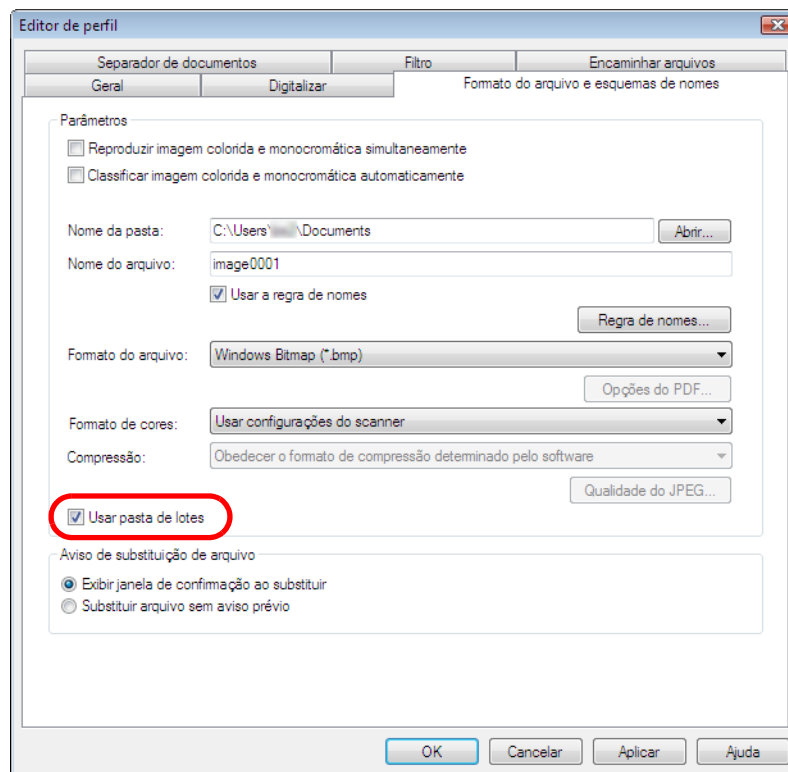 Editor de perfil
Separador de documentos Filtro Encaminhar arquivos
Geral Digitalizar Formato do arquivo e esquemas de nomes
Parâmetros
Reproduzir imagem colorida e monocromática simultaneamente
Classificar imagem colorida e monocromática automaticamente
Nome da pasta: C:\Users\ \Documents Abrir...
Nome do arquivo: image0001
Usar a regra de nomes
Regra de nomes...
Formato do arquivo: Windows Bitmap (*.bmp)
Opções do PDF...
Formato de cores: Usar configurações do scanner
Compressão: Obedecer o formato de compressão determinado pelo software
Qualidade do JPEG...
Usar pasta de lotes
Aviso de substituição de arquivo
Exibir janela de confirmação ao substituir
Substituir arquivo sem aviso prévio
OK Cancelar Aplicar Ajuda